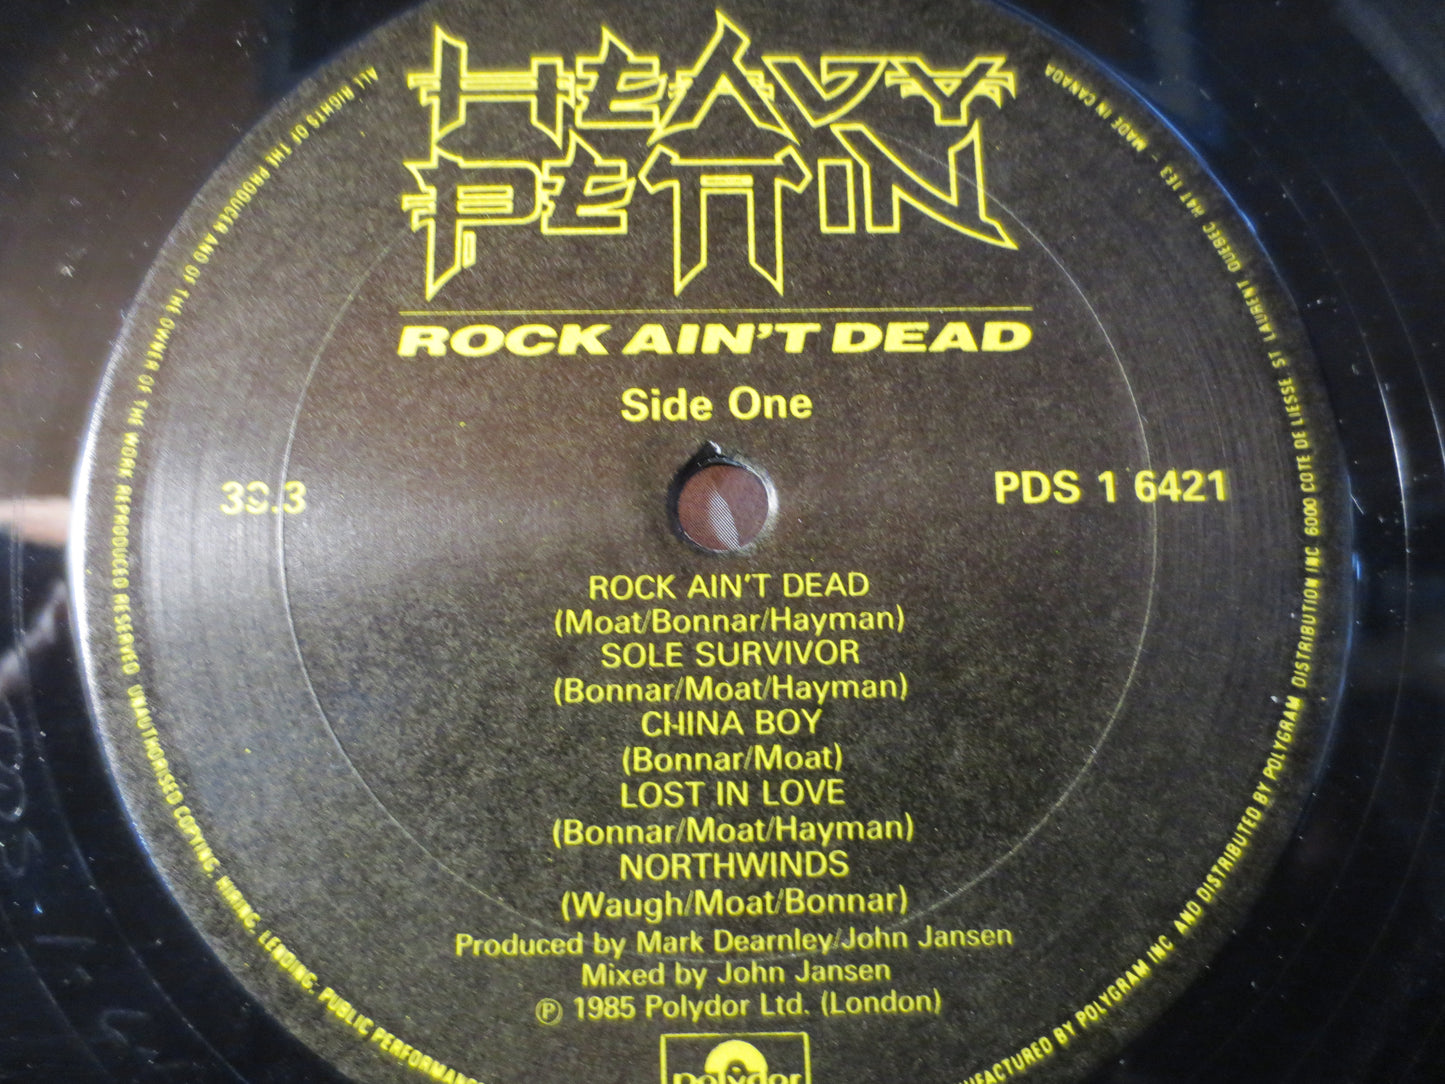 HEAVY
PETTIN
ROCK AIN'T DEAD
Side One
33.3
PDS 1 6421
ROCK AIN'T DEAD
(Moat/Bonnar/Hayman)
SOLE SURVIVOR
(Bonnar/Moat/Hayman)
CHINA BOY
(Bonnar/Moat)
LOST IN LOVE
(Bonnar/Moat/Hayman)
NORTHWINDS
(Waugh/Moat/Bonnar)
Produced by Mark Dearnley/John Jansen
Mixed by John Jansen
℗ 1985 Polydor Ltd. (London)
Polydor
ALL RIGHTS OF THE PRODUCER AND OF THE OWNER OF THE WORK REPRODUCED RESERVED UNAUTHORISED COPYING, HIRING, LENDING, PUBLIC PERFORMANC
NUFACTURED BY POLYGRAM INC AND DISTRIBUTED BY POLYGRAM DISTRIBUTION INC 6000 COTE DE LIESSE ST LAURENT QUEBEC H4T 1E3 - MADE IN CANADA